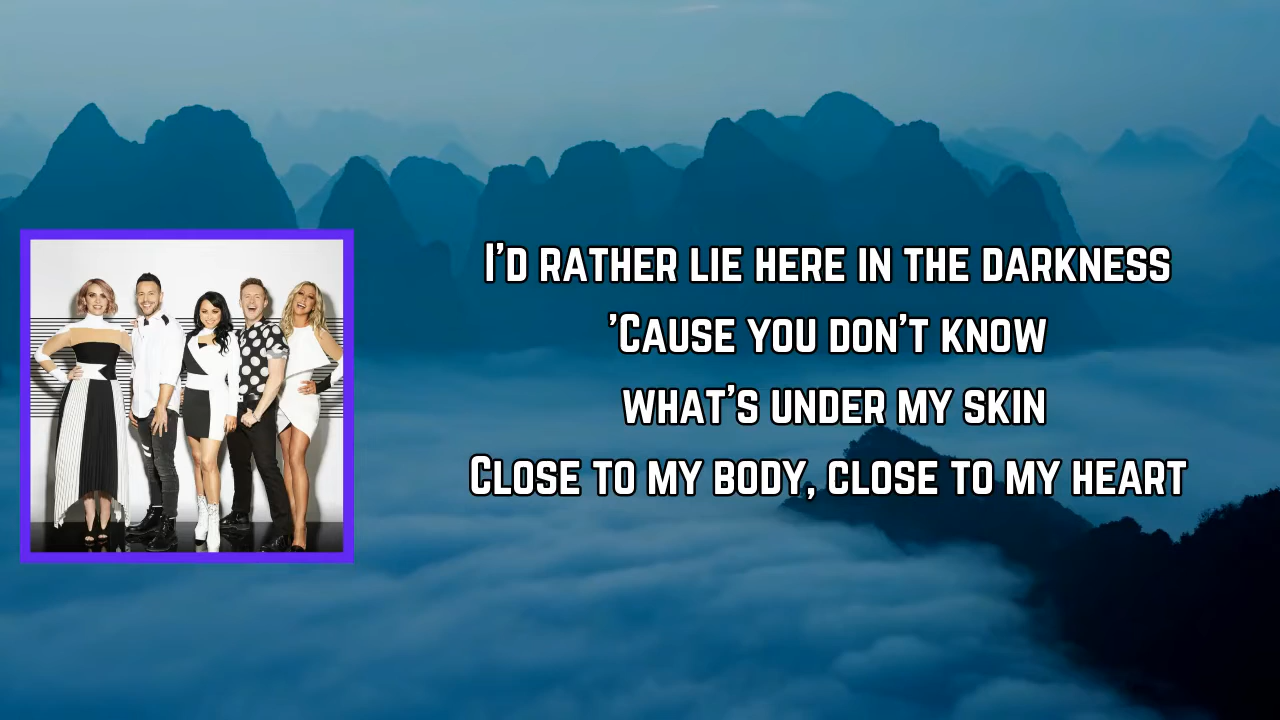 I'd rather lie here in the darkness
'Cause you don't know
what's under my skin
Close to my body, close to my heart